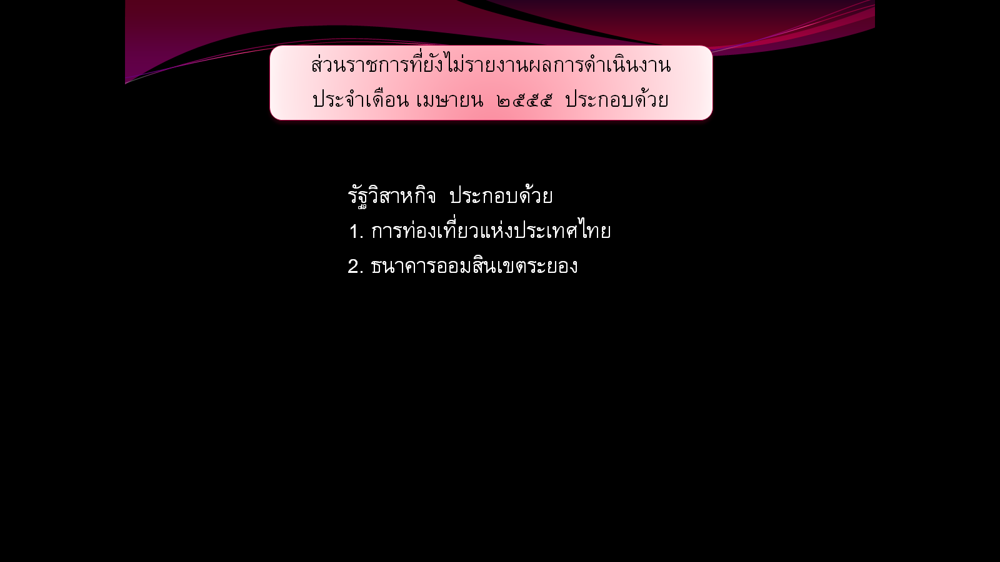 ส่วนราชการที่ยังไม่รายงานผลการดำเนินงาน
ประจำเดือน เมษายน ๒๕๕๕ ประกอบด้วย
รัฐวิสาหกิจ ประกอบด้วย
1. การท่องเที่ยวแห่งประเทศไทย
2. ธนาคารออมสินเขตระยอง